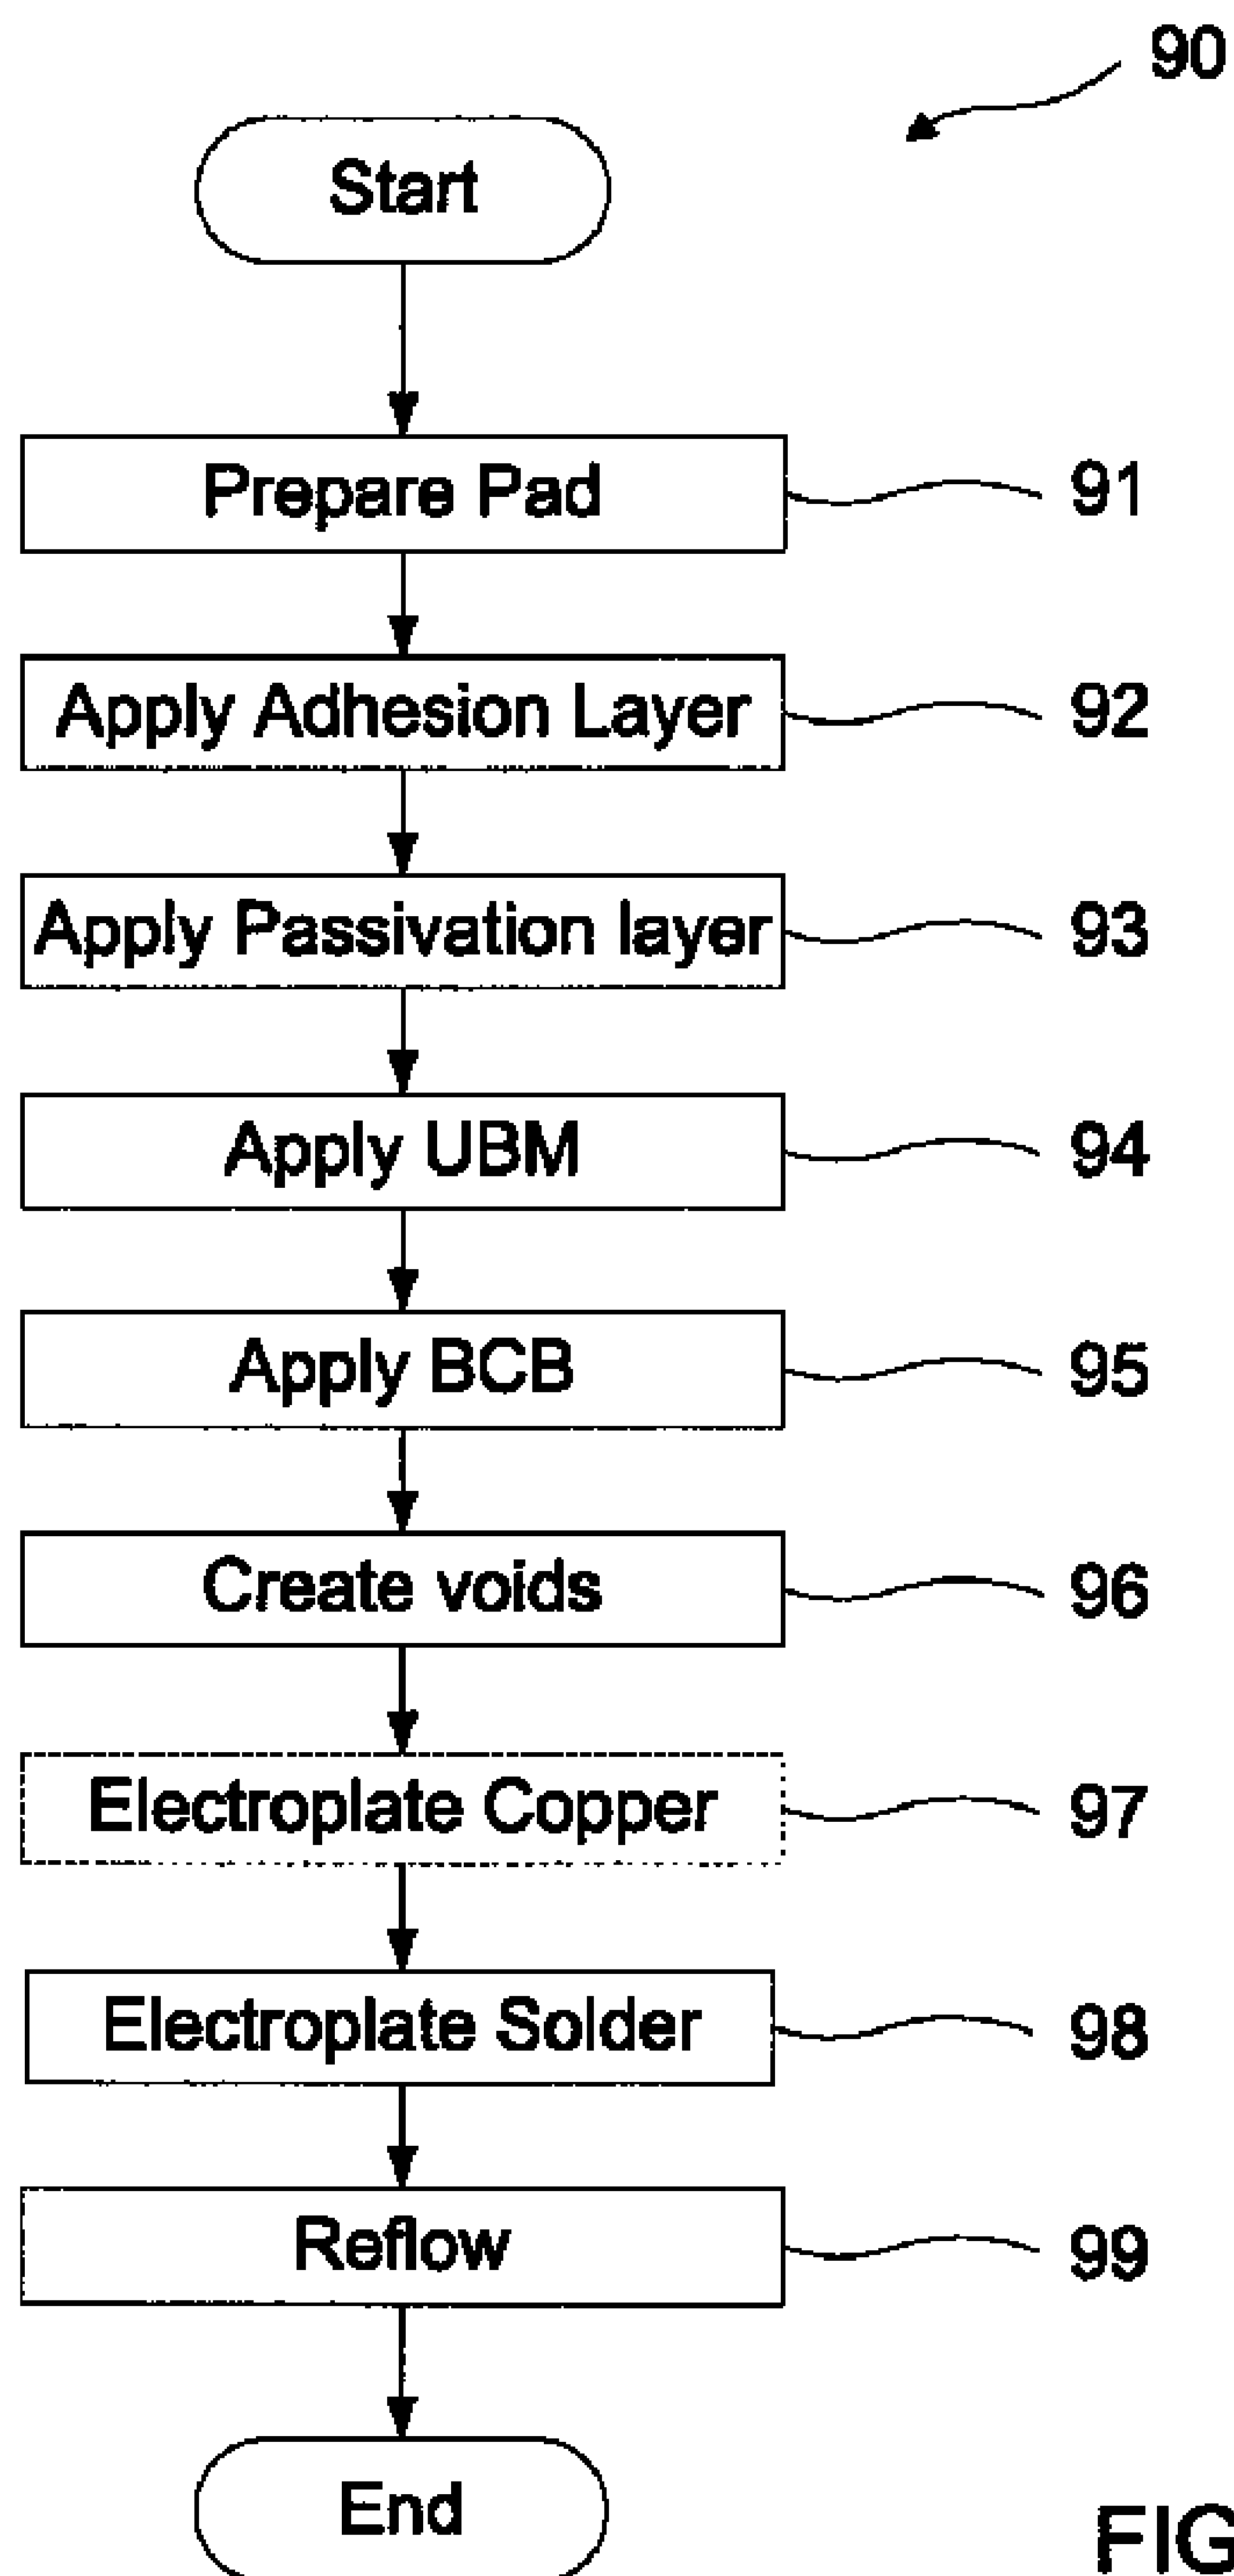 90
Start
Prepare Pad 91
Apply Adhesion Layer 92
Apply Passivation layer 93
Apply UBM 94
Apply BCB 95
Create voids 96
Electroplate Copper 97
Electroplate Solder 98
Reflow 99
End
FIG